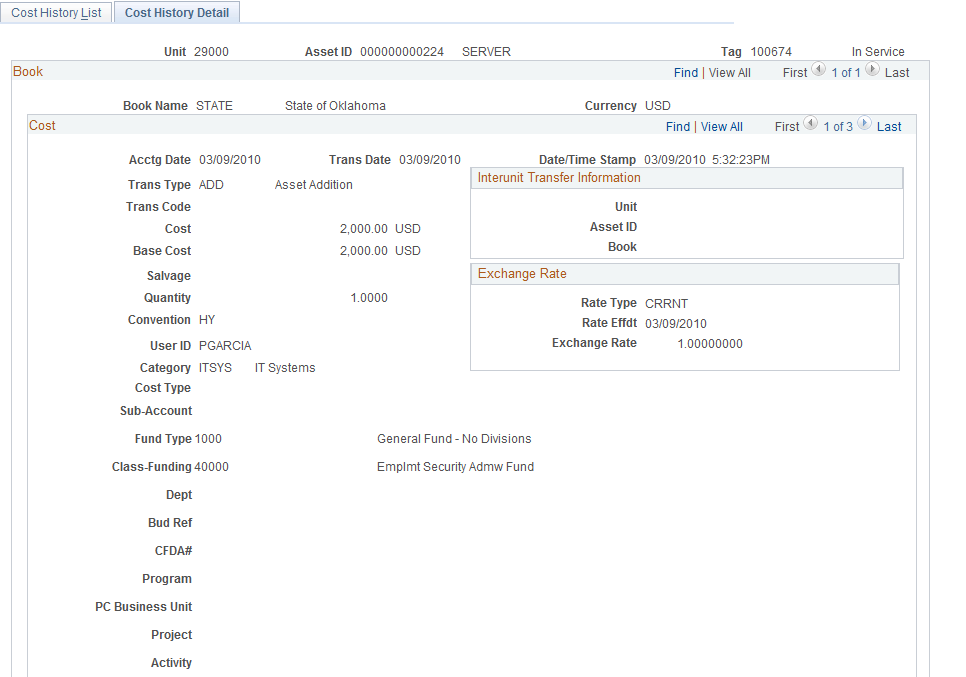 Cost History List Cost History Detail
Unit 29000 Asset ID 000000000224 SERVER Tag 100674 In Service
Book Find | View All First 1 of 1 Last
Book Name STATE State of Oklahoma Currency USD
Cost Find | View All First 1 of 3 Last
Acctg Date 03/09/2010 Trans Date 03/09/2010 Date/Time Stamp 03/09/2010 5:32:23PM
Trans Type ADD Asset Addition
Trans Code
Cost 2,000.00 USD
Base Cost 2,000.00 USD
Salvage
Quantity 1.0000
Convention HY
User ID PGARCIA
Category ITSYS IT Systems
Cost Type
Sub-Account
Interunit Transfer Information
Unit
Asset ID
Book
Exchange Rate
Rate Type CRRNT
Rate Effdt 03/09/2010
Exchange Rate 1.00000000
Fund Type 1000 General Fund - No Divisions
Class-Funding 40000 Emplmt Security Admw Fund
Dept
Bud Ref
CFDA#
Program
PC Business Unit
Project
Activity